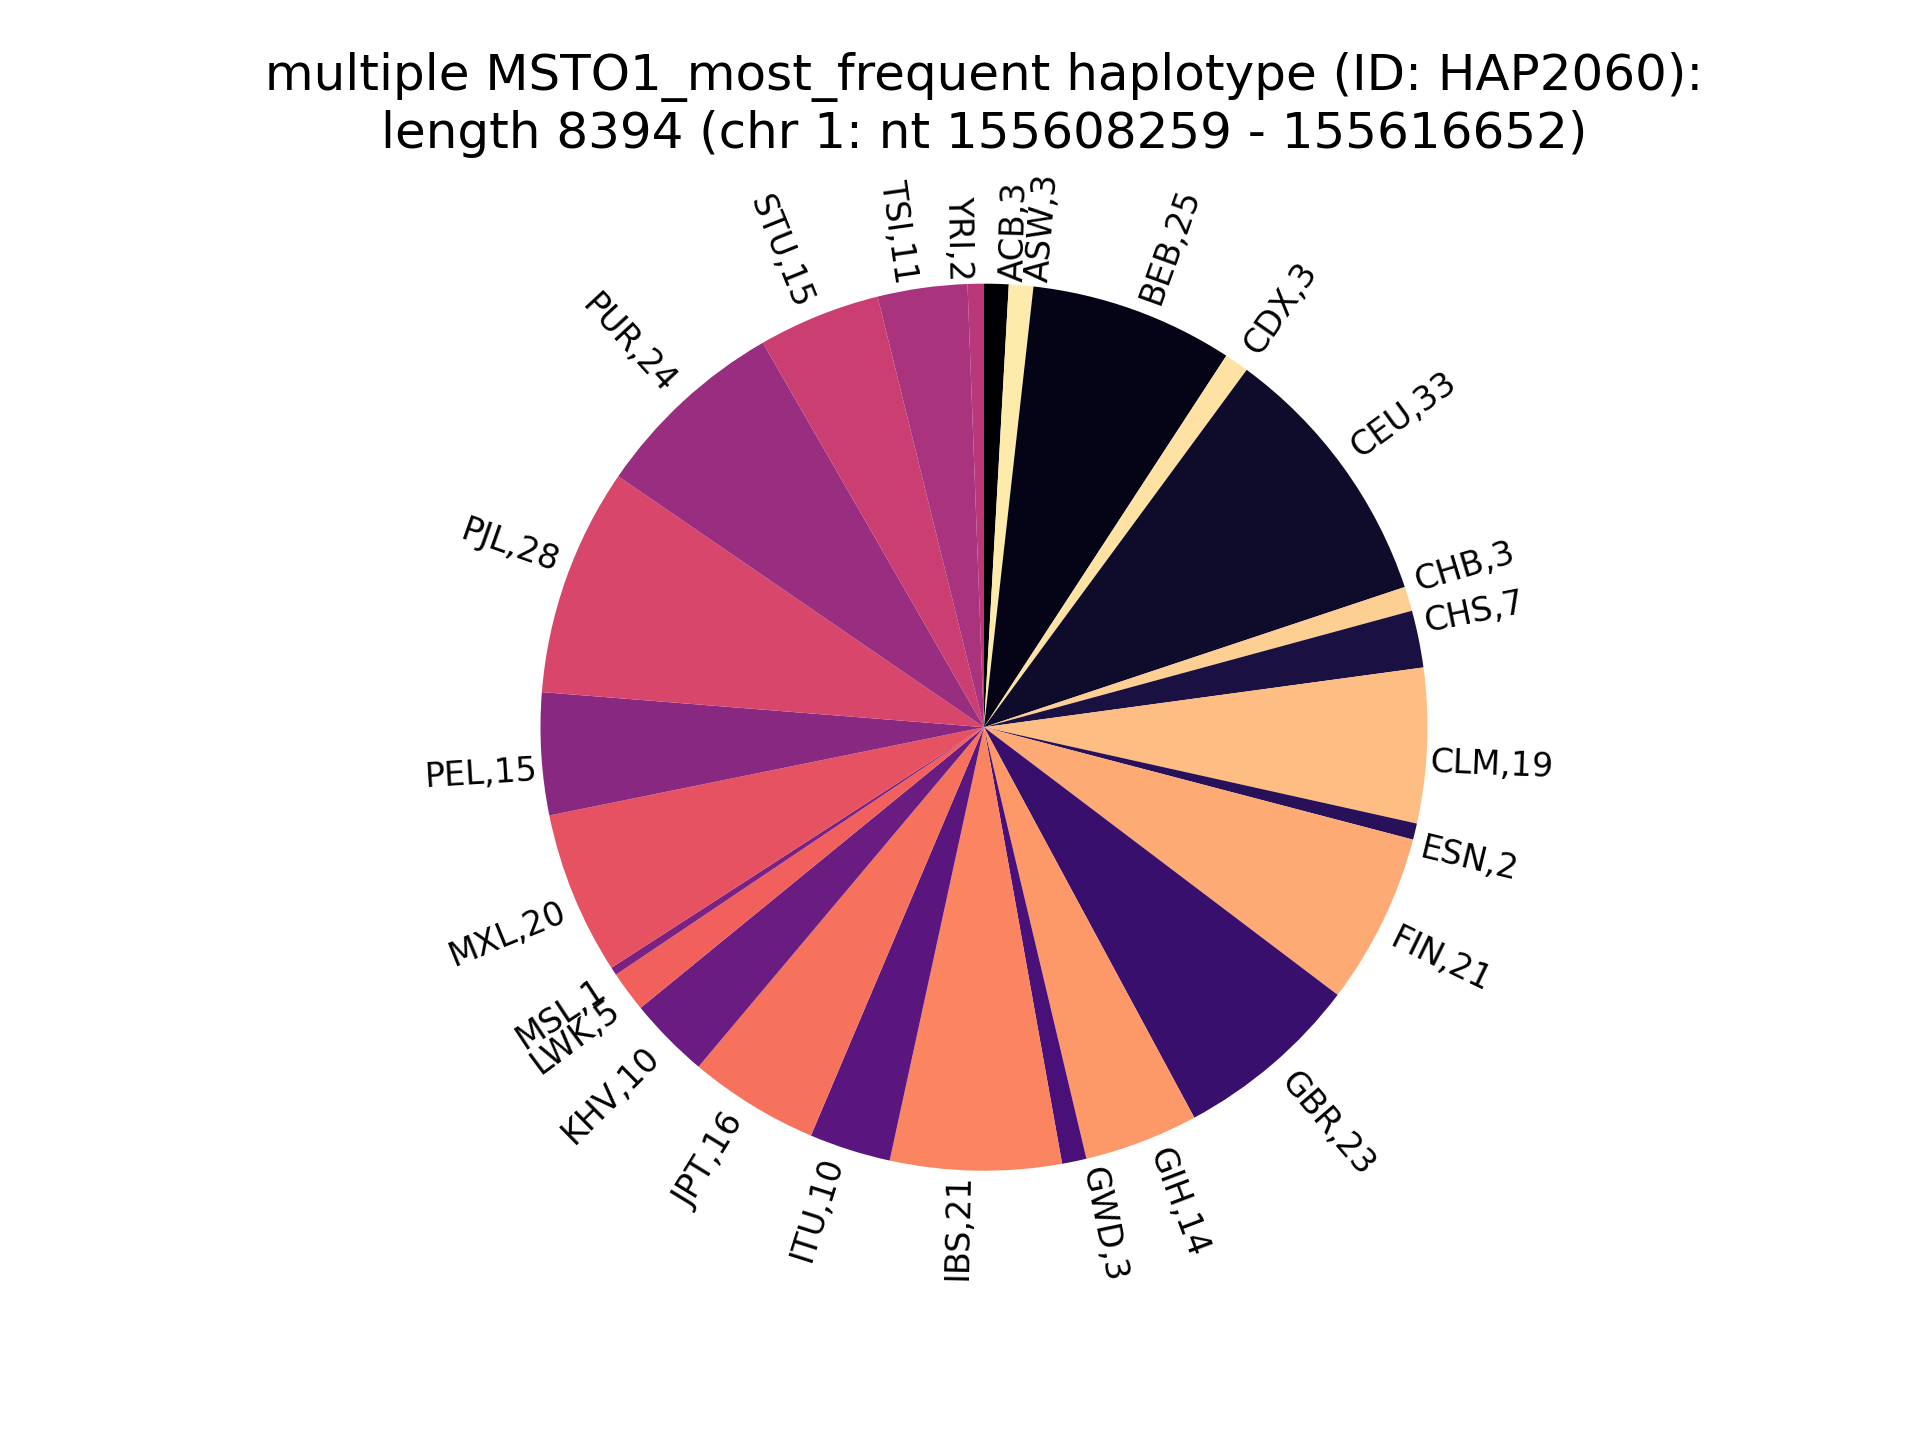 multiple MSTO1_most_frequent haplotype (ID: HAP2060):
length 8394 (chr 1: nt 155608259 - 155616652)
ACB,3
ASW,3
BEB,25
CDX,3
CEU,33
CHB,3
CHS,7
CLM,19
ESN,2
FIN,21
GBR,23
GIH,14
GWD,3
IBS,21
ITU,10
JPT,16
KHV,10
LWK,5
MSL,1
MXL,20
PEL,15
PJL,28
PUR,24
STU,15
TSI,11
YRI,2